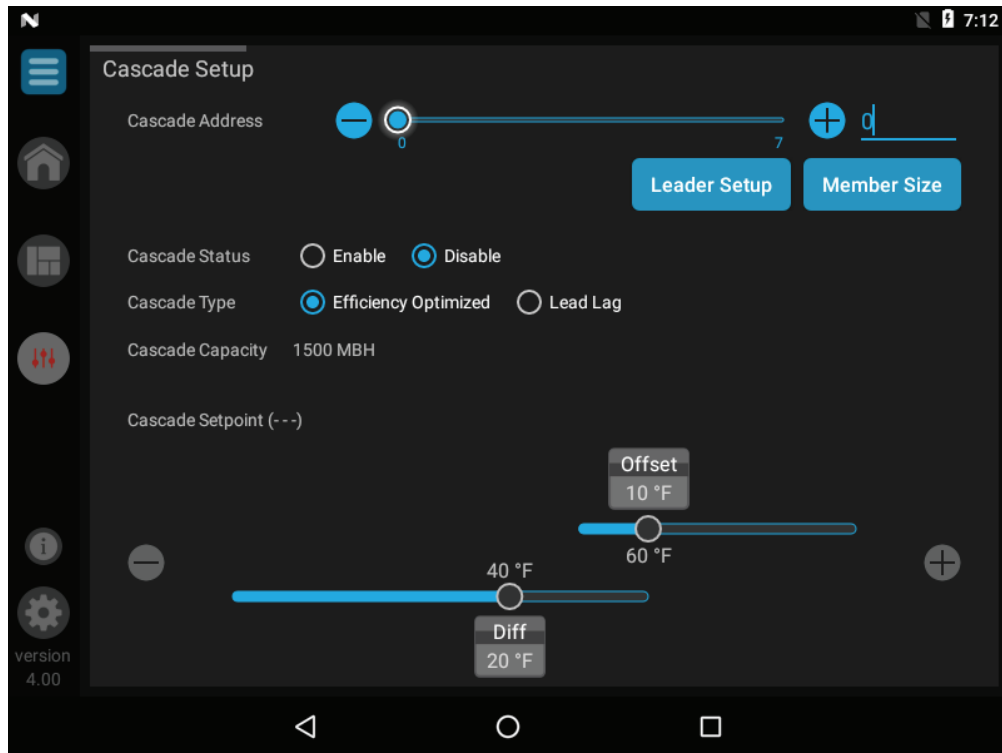 7:12
Cascade Setup
Cascade Address
0
7
0
Leader Setup
Member Size
Cascade Status
Enable
Disable
Cascade Type
Efficiency Optimized
Lead Lag
Cascade Capacity
1500 MBH
Cascade Setpoint (---)
Offset
10 °F
60 °F
40 °F
Diff
20 °F
version
4.00